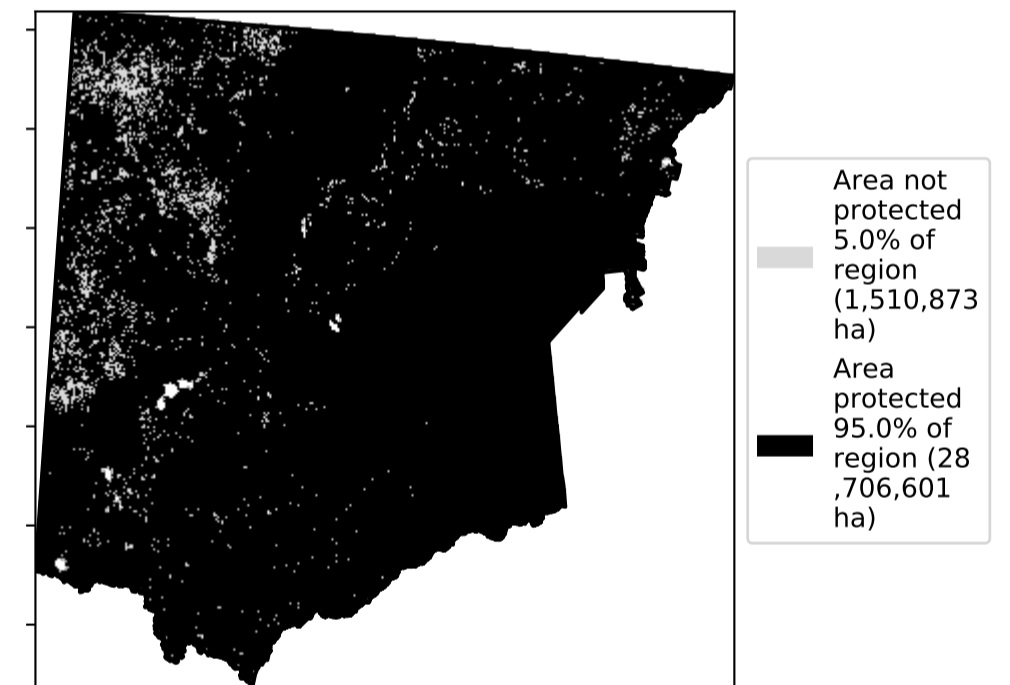 Area not
protected
5.0% of
region
(1,510,873
ha)
Area
protected
95.0% of
region (28
,706,601
ha)